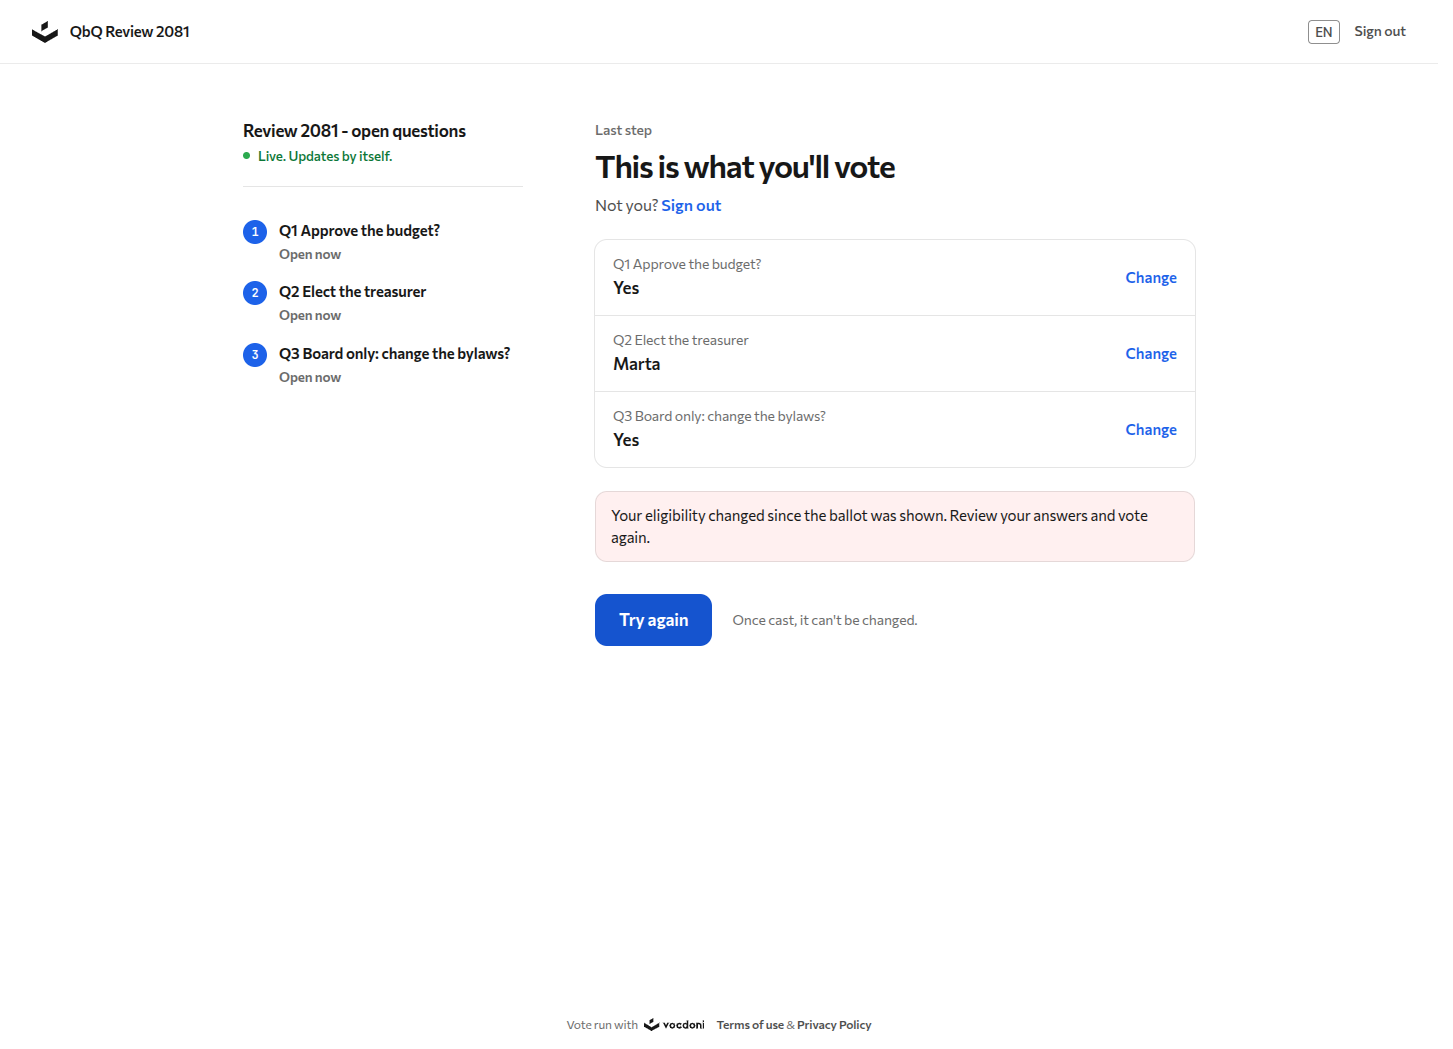 QbQ Review 2081
EN
Sign out
Review 2081 - open questions
Live. Updates by itself.
1
Q1 Approve the budget?
Open now
2
Q2 Elect the treasurer
Open now
3
Q3 Board only: change the bylaws?
Open now
Last step
This is what you'll vote
Not you? Sign out
Q1 Approve the budget?
Yes
Change
Q2 Elect the treasurer
Marta
Change
Q3 Board only: change the bylaws?
Yes
Change
Your eligibility changed since the ballot was shown. Review your answers and vote
again.
Try again
Once cast, it can't be changed.
Vote run with vocdoni Terms of use & Privacy Policy